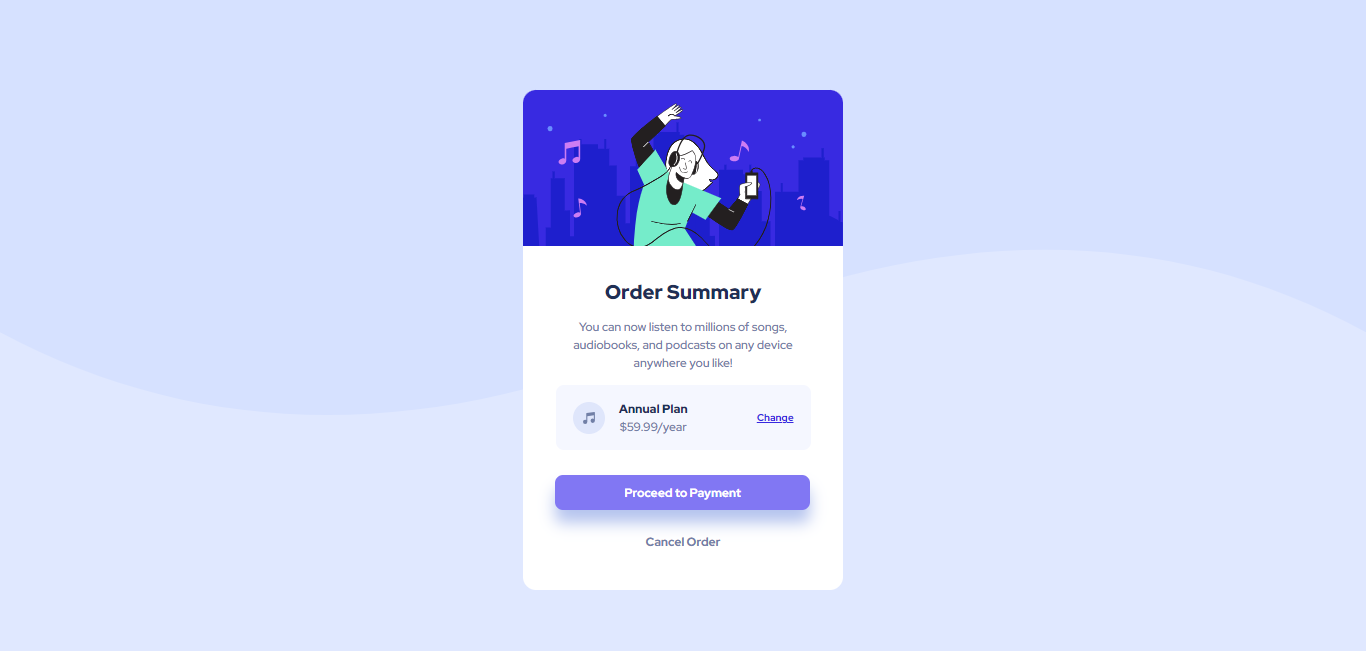 Order Summary
You can now listen to millions of songs,
audiobooks, and podcasts on any device
anywhere you like!
Annual Plan
$59.99/year
Change
Proceed to Payment
Cancel Order